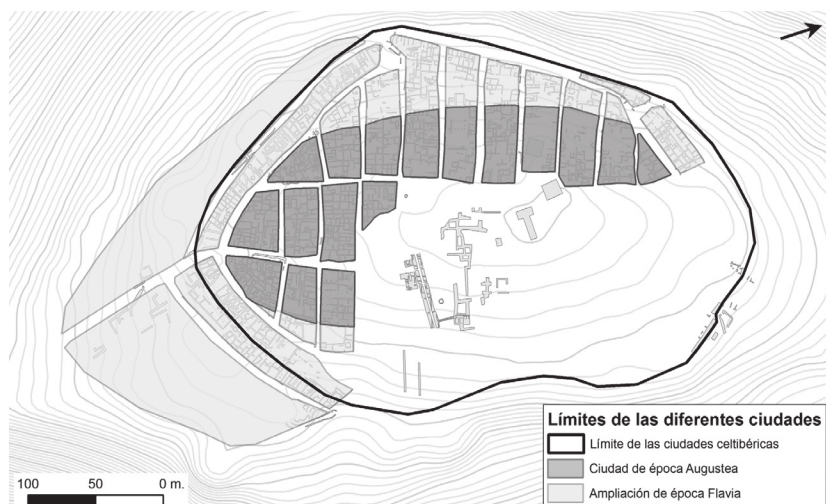 Límites de las diferentes ciudades
Límite de las ciudades celtibéricas
Ciudad de época Augustea
Ampliación de época Flavia
100 50 0 m.